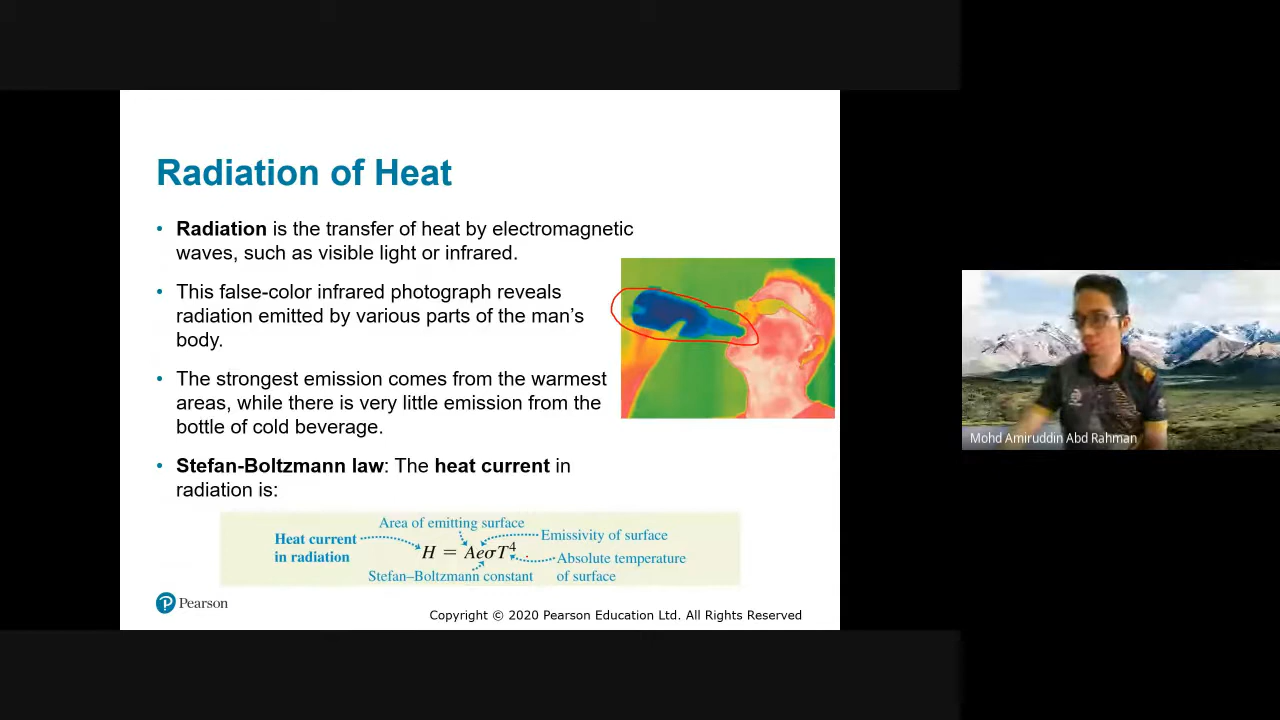 Radiation of Heat
• Radiation is the transfer of heat by electromagnetic
waves, such as visible light or infrared.
• This false-color infrared photograph reveals
radiation emitted by various parts of the man's
body.
• The strongest emission comes from the warmest
areas, while there is very little emission from the
bottle of cold beverage.
• Stefan-Boltzmann law: The heat current in
radiation is:
Area of emitting surface
Heat current
in radiation
Emissivity of surface
H = AeσT⁴
Absolute temperature
of surface
Stefan–Boltzmann constant
Pearson
Copyright © 2020 Pearson Education Ltd. All Rights Reserved
Mohd Amiruddin Abd Rahman